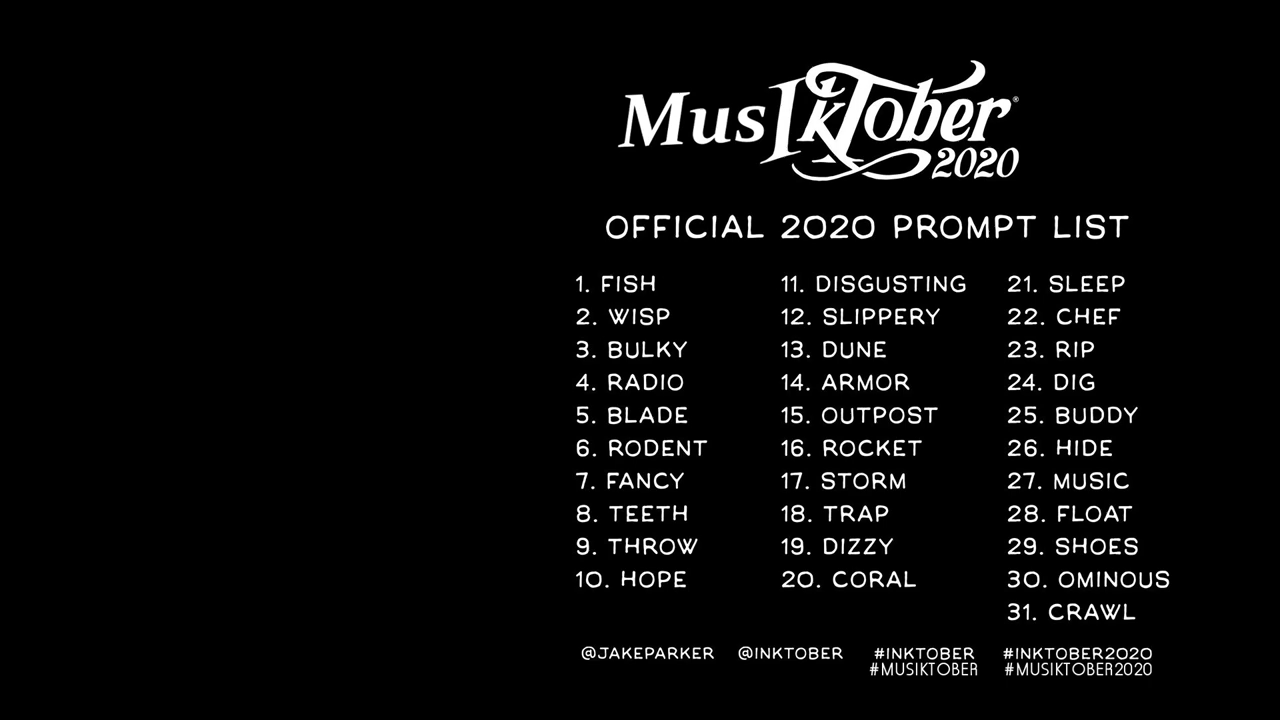 MusIkTober®
2020
OFFICIAL 2020 PROMPT LIST
1. FISH
2. WISP
3. BULKY
4. RADIO
5. BLADE
6. RODENT
7. FANCY
8. TEETH
9. THROW
10. HOPE
11. DISGUSTING
12. SLIPPERY
13. DUNE
14. ARMOR
15. OUTPOST
16. ROCKET
17. STORM
18. TRAP
19. DIZZY
20. CORAL
21. SLEEP
22. CHEF
23. RIP
24. DIG
25. BUDDY
26. HIDE
27. MUSIC
28. FLOAT
29. SHOES
30. OMINOUS
31. CRAWL
@JAKEPARKER @INKTOBER #INKTOBER #INKTOBER2020
#MUSIKTOBER #MUSIKTOBER2020